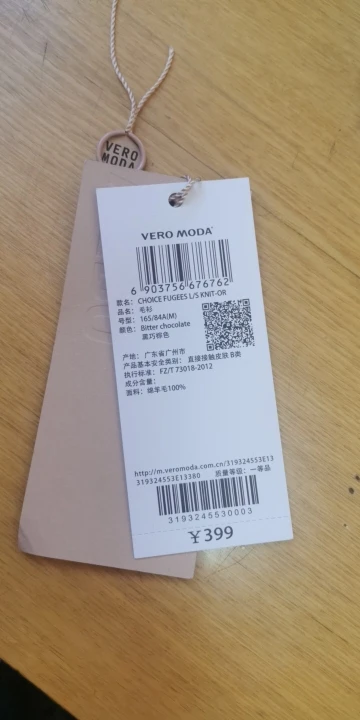 VERO
MODA
VERO MODA
6 903756 676762
款名: CHOICE FUGEES L/S KNIT-OR
品名: 毛衫
号型: 165/84A(M)
颜色: Bitter chocolate
黑巧棕色
产地: 广东省广州市
产品基本安全类别: 直接接触皮肤 B类
执行标准: FZ/T 73018-2012
成分含量:
面料: 绵羊毛100%
http://m.veromoda.com.cn/319324553E13
319324553E13380 质量等级: 一等品
3193245530003
¥399